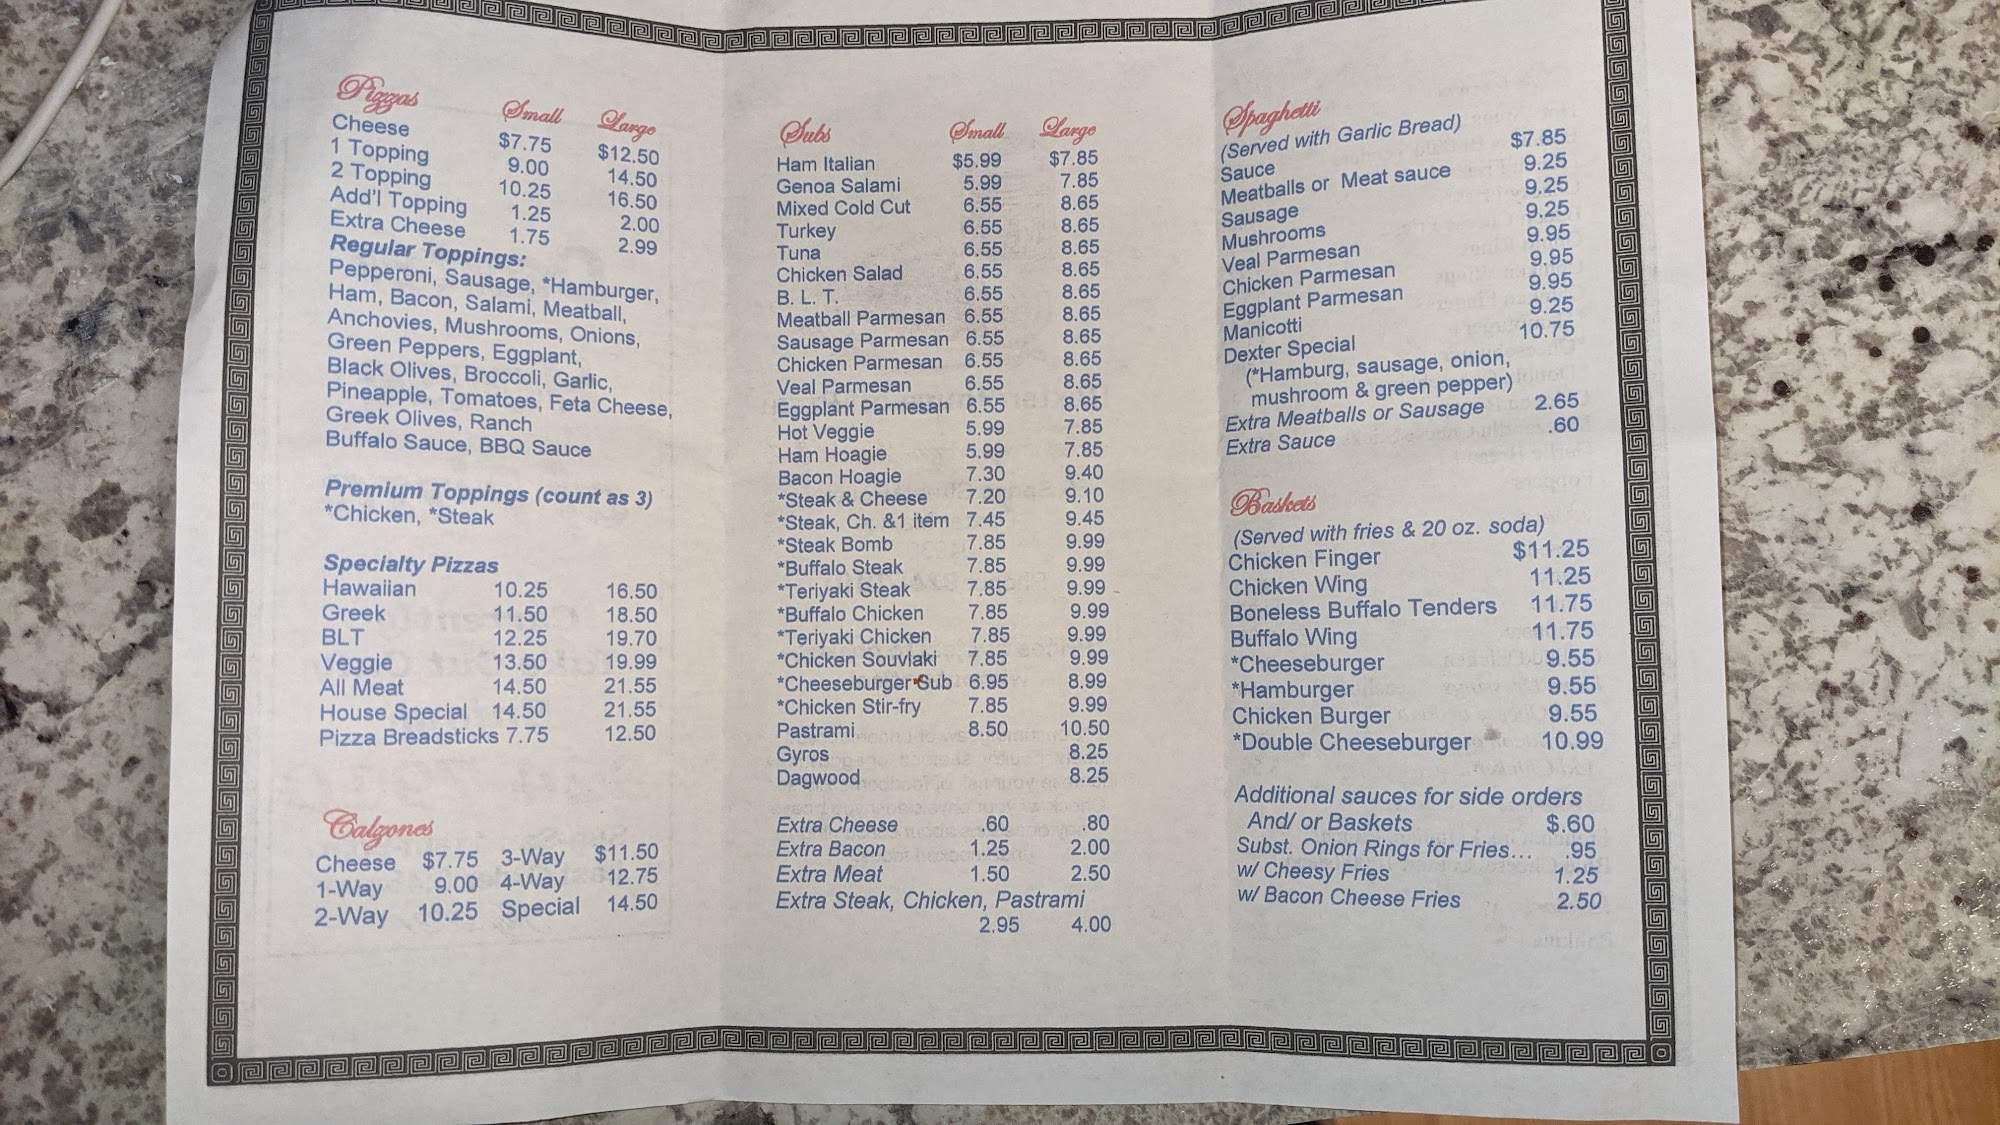 Pizzas Small Large
Cheese $7.75 $12.50
1 Topping 9.00 14.50
2 Topping 10.25 16.50
Add'l Topping 1.25 2.00
Extra Cheese 1.75 2.99
Regular Toppings:
Pepperoni, Sausage, *Hamburger,
Ham, Bacon, Salami, Meatball,
Anchovies, Mushrooms, Onions,
Green Peppers, Eggplant,
Black Olives, Broccoli, Garlic,
Pineapple, Tomatoes, Feta Cheese,
Greek Olives, Ranch
Buffalo Sauce, BBQ Sauce
Premium Toppings (count as 3)
*Chicken, *Steak
Specialty Pizzas
Hawaiian 10.25 16.50
Greek 11.50 18.50
BLT 12.25 19.70
Veggie 13.50 19.99
All Meat 14.50 21.55
House Special 14.50 21.55
Pizza Breadsticks 7.75 12.50
Calzones
Cheese $7.75 3-Way $11.50
1-Way 9.00 4-Way 12.75
2-Way 10.25 Special 14.50
Subs Small Large
Ham Italian $5.99 $7.85
Genoa Salami 5.99 7.85
Mixed Cold Cut 6.55 8.65
Turkey 6.55 8.65
Tuna 6.55 8.65
Chicken Salad 6.55 8.65
B. L. T. 6.55 8.65
Meatball Parmesan 6.55 8.65
Sausage Parmesan 6.55 8.65
Chicken Parmesan 6.55 8.65
Veal Parmesan 6.55 8.65
Eggplant Parmesan 6.55 8.65
Hot Veggie 5.99 7.85
Ham Hoagie 5.99 7.85
Bacon Hoagie 7.30 9.40
*Steak & Cheese 7.20 9.10
*Steak, Ch. &1 item 7.45 9.45
*Steak Bomb 7.85 9.99
*Buffalo Steak 7.85 9.99
*Teriyaki Steak 7.85 9.99
*Buffalo Chicken 7.85 9.99
*Teriyaki Chicken 7.85 9.99
*Chicken Souvlaki 7.85 9.99
*Cheeseburger Sub 6.95 8.99
*Chicken Stir-fry 7.85 9.99
Pastrami 8.50 10.50
Gyros 8.25
Dagwood 8.25
Extra Cheese .60 .80
Extra Bacon 1.25 2.00
Extra Meat 1.50 2.50
Extra Steak, Chicken, Pastrami
2.95 4.00
Spaghetti
(Served with Garlic Bread)
Sauce $7.85
Meatballs or Meat sauce 9.25
Sausage 9.25
Mushrooms 9.25
Veal Parmesan 9.95
Chicken Parmesan 9.95
Eggplant Parmesan 9.95
Manicotti 9.25
Dexter Special 10.75
(*Hamburg, sausage, onion,
mushroom & green pepper)
Extra Meatballs or Sausage 2.65
Extra Sauce .60
Baskets
(Served with fries & 20 oz. soda)
Chicken Finger $11.25
Chicken Wing 11.25
Boneless Buffalo Tenders 11.75
Buffalo Wing 11.75
*Cheeseburger 9.55
*Hamburger 9.55
Chicken Burger 9.55
*Double Cheeseburger 10.99
Additional sauces for side orders
And/ or Baskets $.60
Subst. Onion Rings for Fries... .95
w/ Cheesy Fries 1.25
w/ Bacon Cheese Fries 2.50